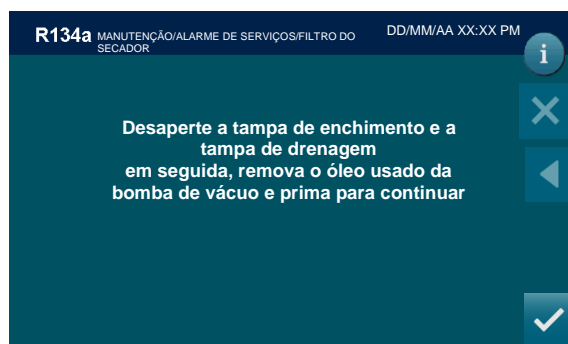 R134a MANUTENÇÃO/ALARME DE SERVIÇOS/FILTRO DO SECADOR
DD/MM/AA XX:XX PM
i
Desaperte a tampa de enchimento e a
tampa de drenagem
em seguida, remova o óleo usado da
bomba de vácuo e prima para continuar